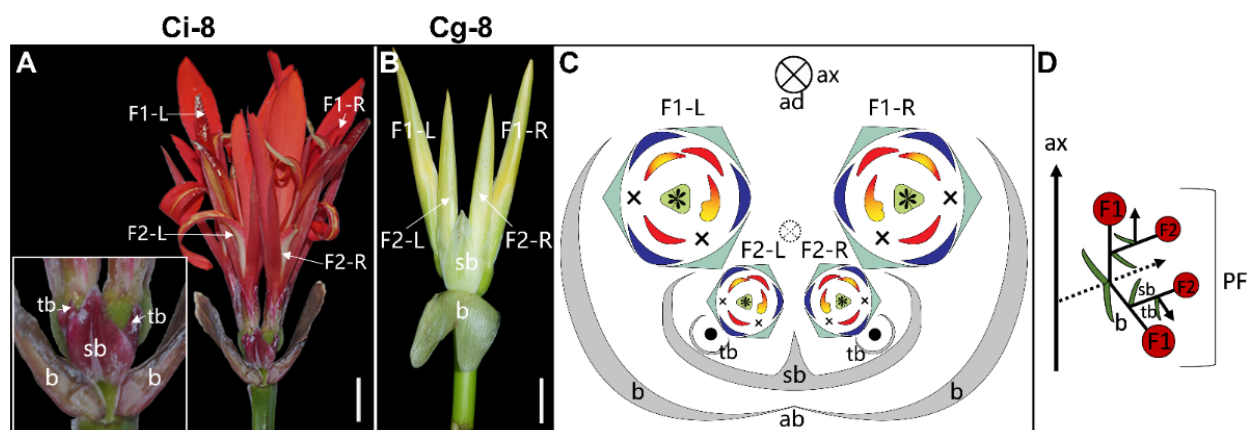 Ci-8 Cg-8
A B C D
F1-L
F1-R
F2-L
F2-R
tb
tb
sb
b
b
F1-L
F1-R
F2-L
F2-R
sb
b
ax
ad
F1-L
F1-R
F2-L F2-R
tb
tb
sb
b
b
ab
ax
F1
F2
F2
sb
tb
b
F1
PF